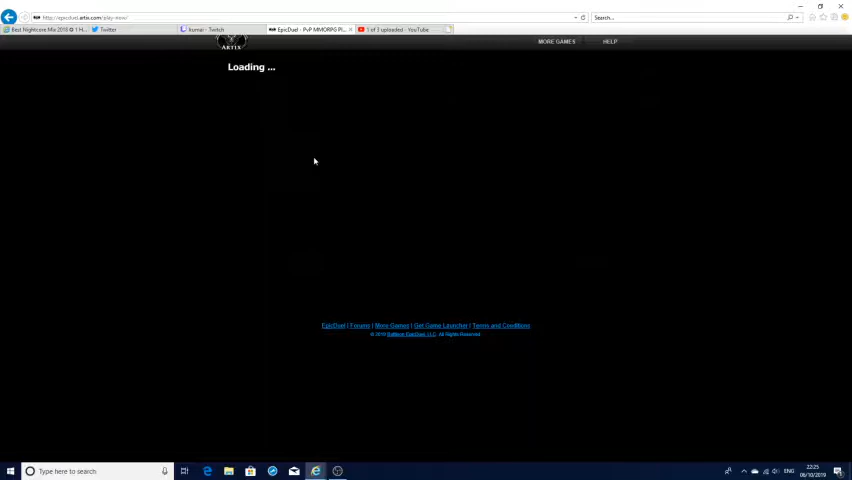 http://epicduel.artix.com/play-now/
Search...
Best Nightcore Mix 2018 ✪ 1 H...
Twitter
kumai - Twitch
EpicDuel - PvP MMORPG Pl...
1 of 3 uploaded - YouTube
ARTIX
MORE GAMES
HELP
Loading ...
EpicDuel | Forums | More Games | Get Game Launcher | Terms and Conditions
© 2019 Battleon EpicDuel, LLC. All Rights Reserved
Type here to search
ENG
22:25
06/10/2019